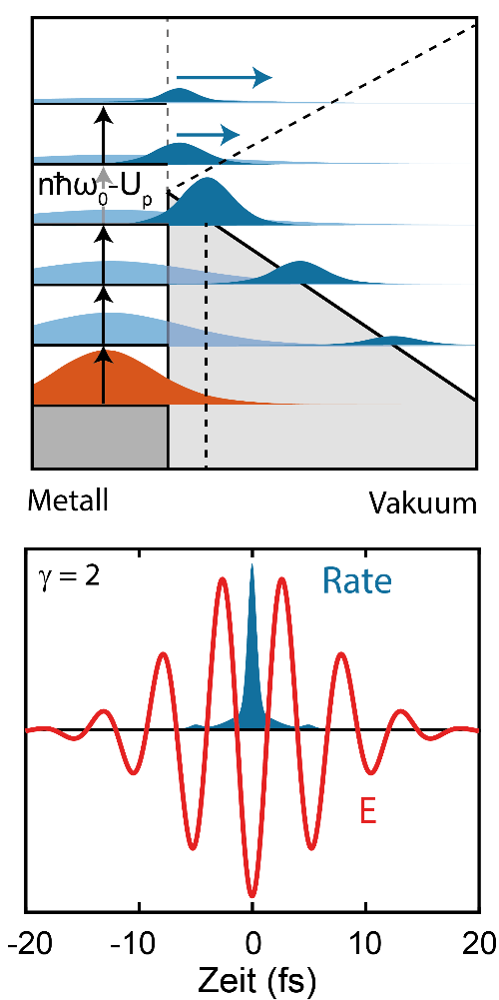 nħω₀-Uₚ
Metall Vakuum
γ = 2
Rate
E
-20 -10 0 10 20
Zeit (fs)